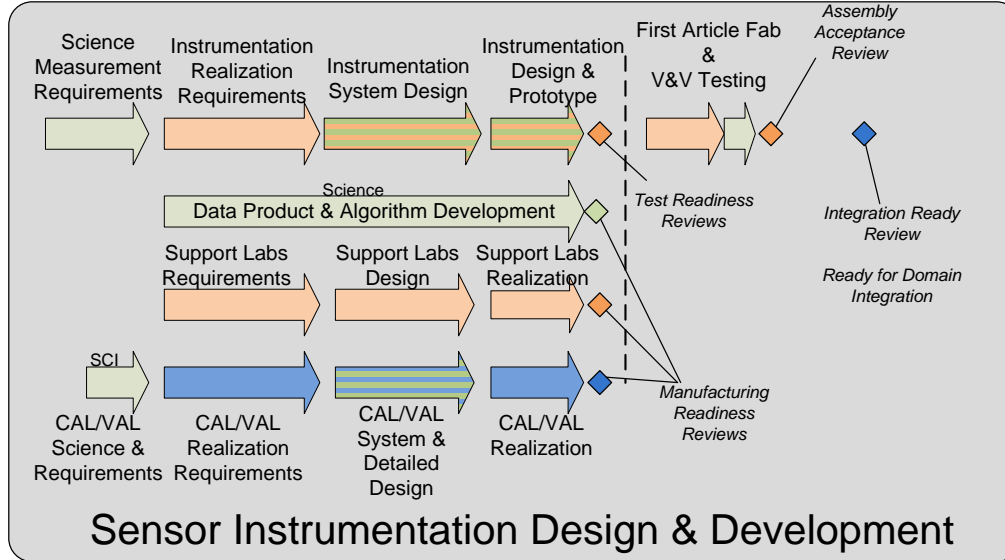 Science
Measurement
Requirements
Instrumentation
Realization
Requirements
Instrumentation
System Design
Instrumentation
Design &
Prototype
First Article Fab
&
V&V Testing
Assembly
Acceptance
Review
Test Readiness
Reviews
Integration Ready
Review
Ready for Domain
Integration
Science
Data Product & Algorithm Development
Support Labs
Requirements
Support Labs
Design
Support Labs
Realization
SCI
CAL/VAL
Science &
Requirements
CAL/VAL
Realization
Requirements
CAL/VAL
System &
Detailed
Design
CAL/VAL
Realization
Manufacturing
Readiness
Reviews
Sensor Instrumentation Design & Development